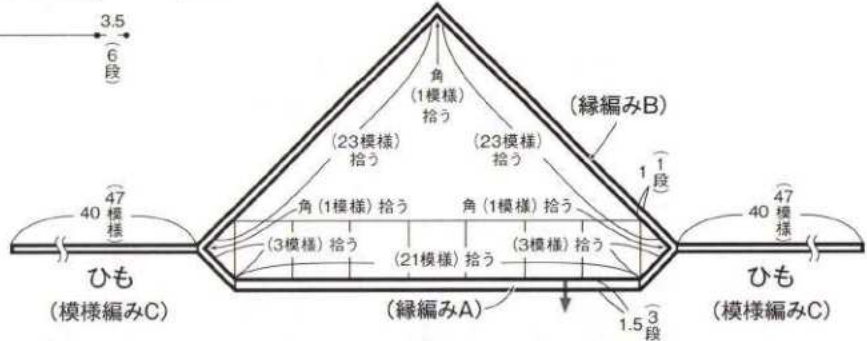 3.5
(6段)
角
(1模様)
拾う
(縁編みB)
(23模様)
拾う
(23模様)
拾う
1(1段)
40(47模様)
角(1模様)拾う
角(1模様)拾う
40(47模様)
(3模様)拾う
(3模様)拾う
(21模様)拾う
ひも
(模様編みC)
(縁編みA)
1.5(3段)
ひも
(模様編みC)